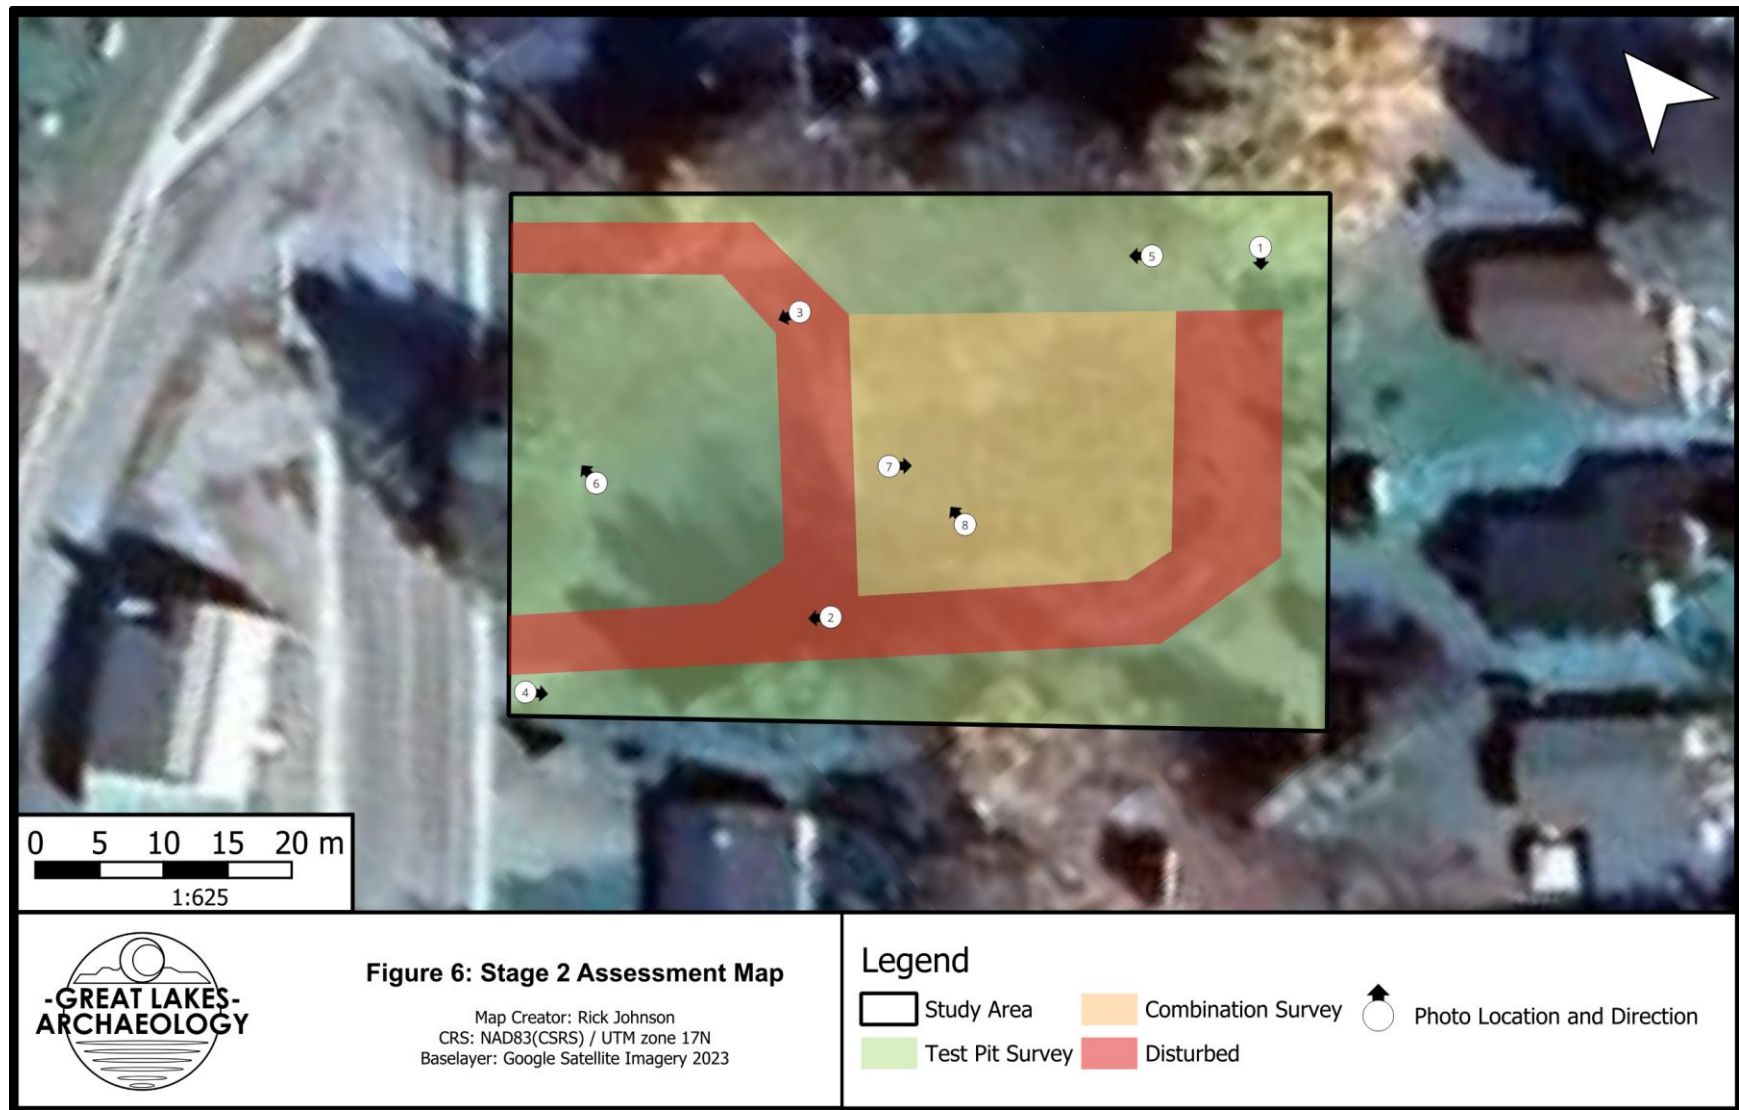 1
5
3
7
6
8
2
4
0 5 10 15 20 m
1:625
-GREAT LAKES-
ARCHAEOLOGY
Figure 6: Stage 2 Assessment Map
Map Creator: Rick Johnson
CRS: NAD83(CSRS) / UTM zone 17N
Baselayer: Google Satellite Imagery 2023
Legend
Study Area
Combination Survey
Photo Location and Direction
Test Pit Survey
Disturbed